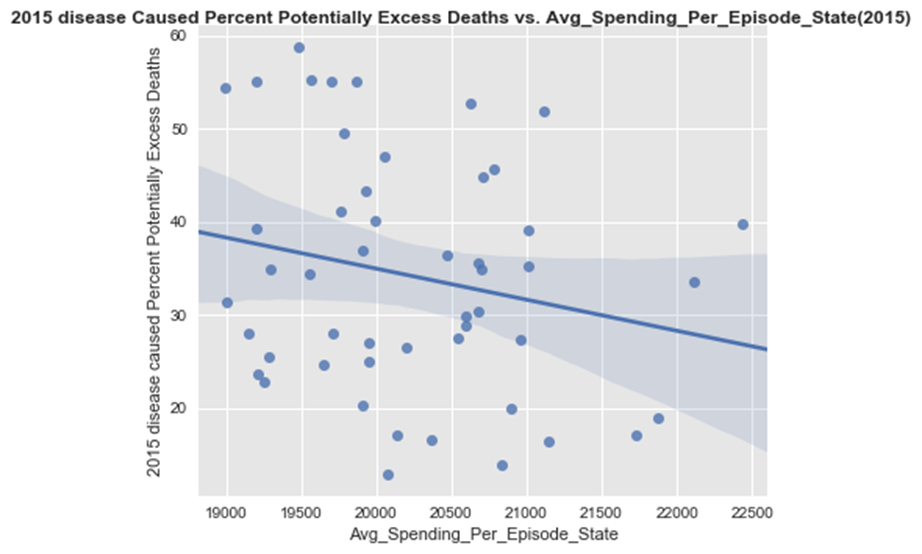 2015 disease Caused Percent Potentially Excess Deaths vs. Avg_Spending_Per_Episode_State(2015)
2015 disease caused Percent Potentially Excess Deaths
60
50
40
30
20
19000 19500 20000 20500 21000 21500 22000 22500
Avg_Spending_Per_Episode_State